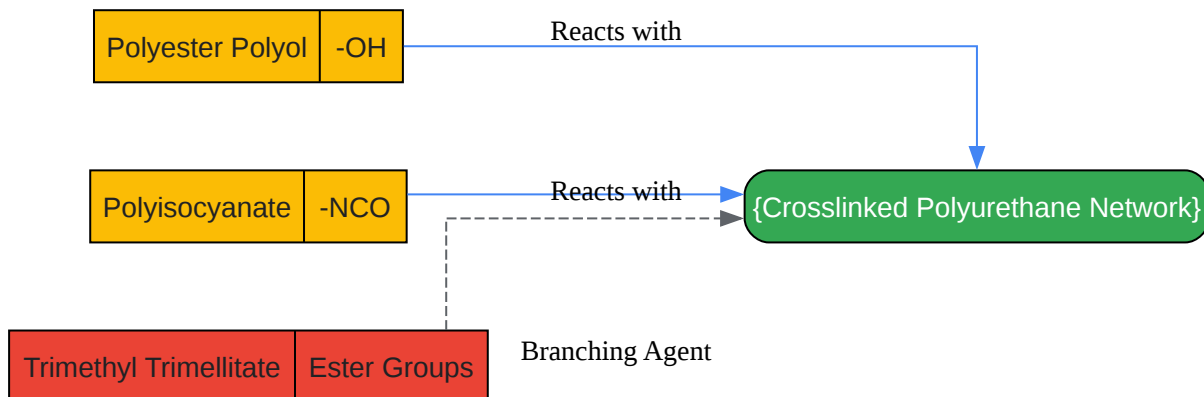 Reacts with
Polyester Polyol
-OH
Reacts with
Polyisocyanate
-NCO
{Crosslinked Polyurethane Network}
Trimethyl Trimellitate
Ester Groups
Branching Agent